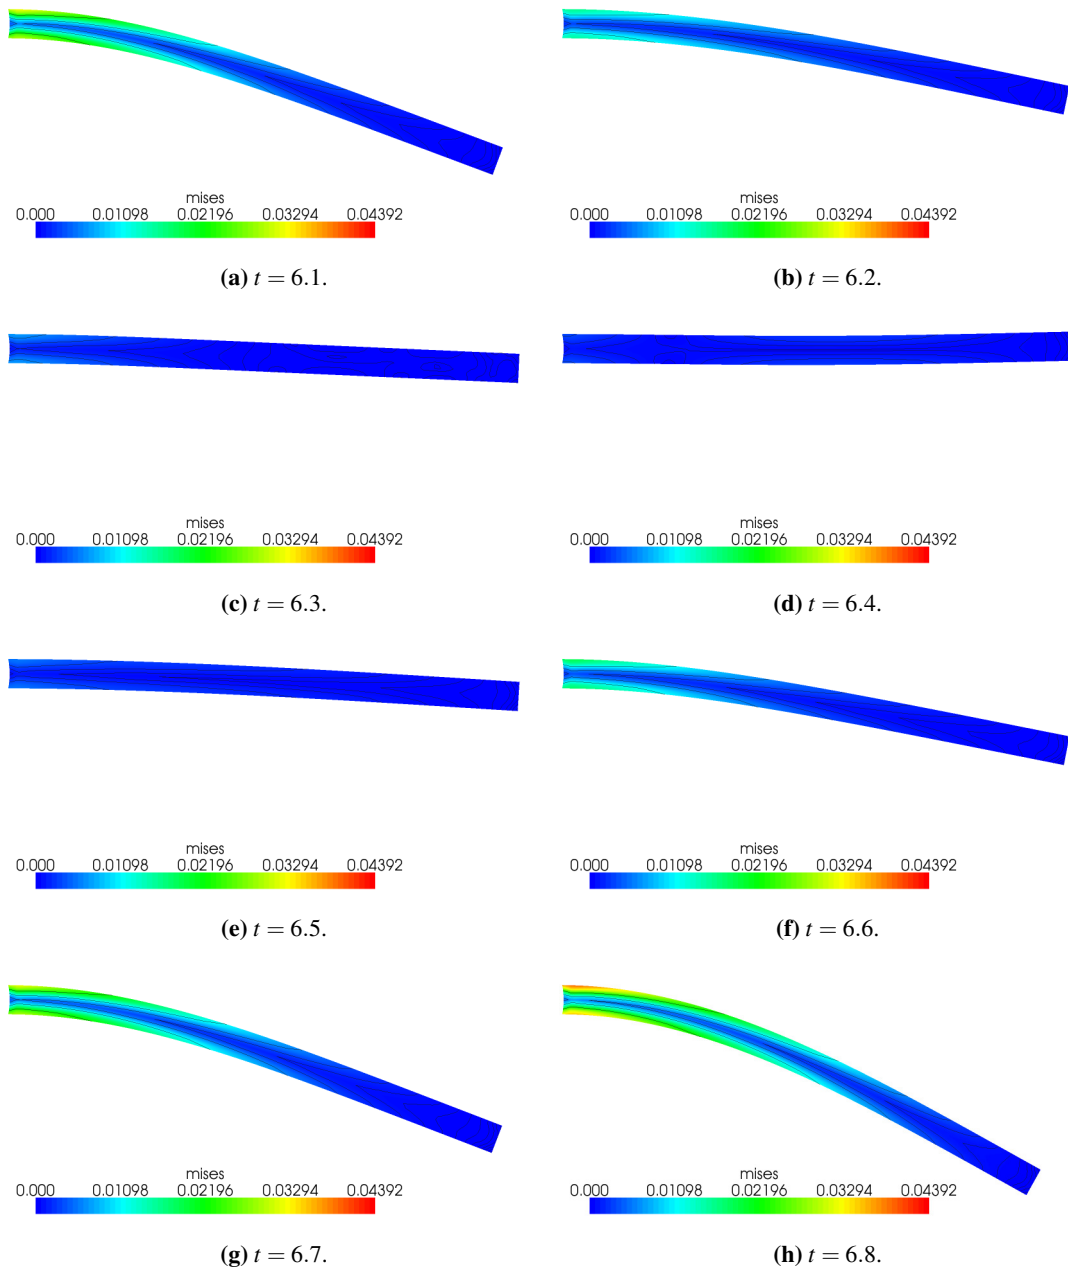 mises mises
0.000 0.01098 0.02196 0.03294 0.04392 0.000 0.01098 0.02196 0.03294 0.04392
(a) t = 6.1. (b) t = 6.2.
mises mises
0.000 0.01098 0.02196 0.03294 0.04392 0.000 0.01098 0.02196 0.03294 0.04392
(c) t = 6.3. (d) t = 6.4.
mises mises
0.000 0.01098 0.02196 0.03294 0.04392 0.000 0.01098 0.02196 0.03294 0.04392
(e) t = 6.5. (f) t = 6.6.
mises mises
0.000 0.01098 0.02196 0.03294 0.04392 0.000 0.01098 0.02196 0.03294 0.04392
(g) t = 6.7. (h) t = 6.8.